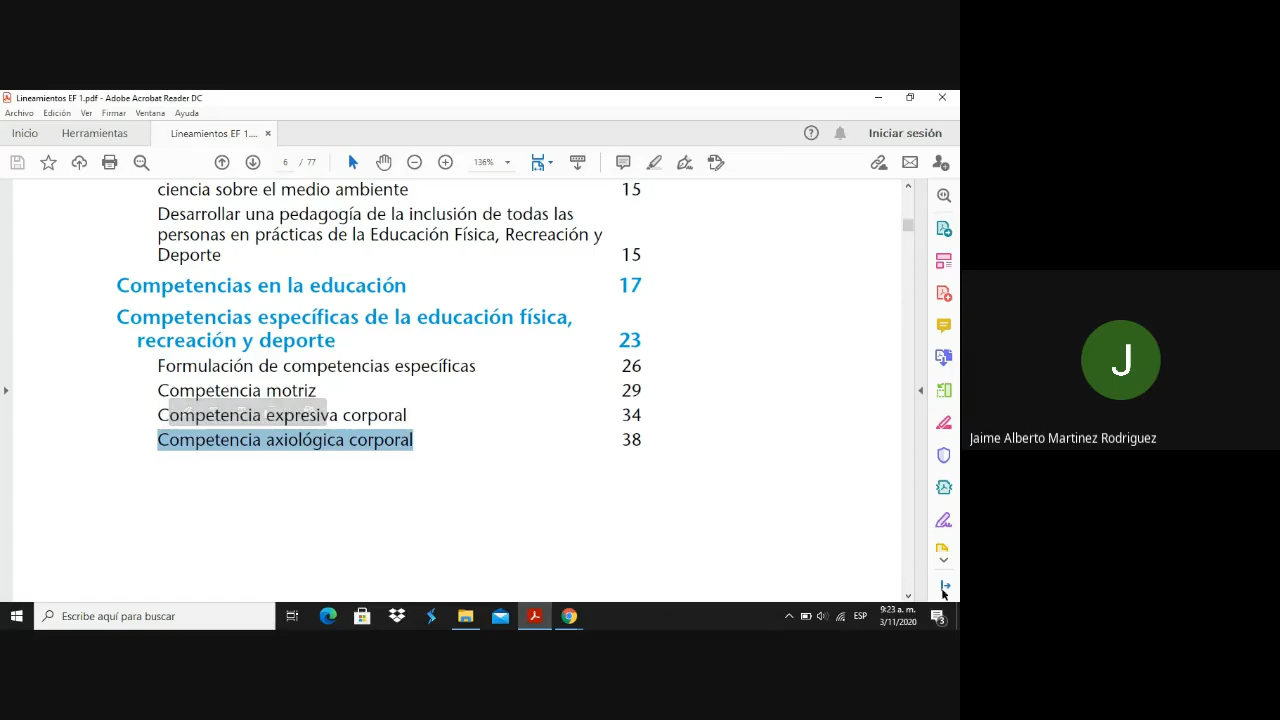 Lineamientos EF 1.pdf - Adobe Acrobat Reader DC
Archivo Edición Ver Firmar Ventana Ayuda
Inicio Herramientas Lineamientos EF 1.... × Iniciar sesión
6 / 77 136%
ciencia sobre el medio ambiente 15
Desarrollar una pedagogía de la inclusión de todas las
personas en prácticas de la Educación Física, Recreación y
Deporte 15
Competencias en la educación 17
Competencias específicas de la educación física,
recreación y deporte 23
Formulación de competencias específicas 26
Competencia motriz 29
Competencia expresiva corporal 34
Competencia axiológica corporal 38
J
Jaime Alberto Martinez Rodriguez
Escribe aquí para buscar
ESP
9:23 a. m.
3/11/2020
3